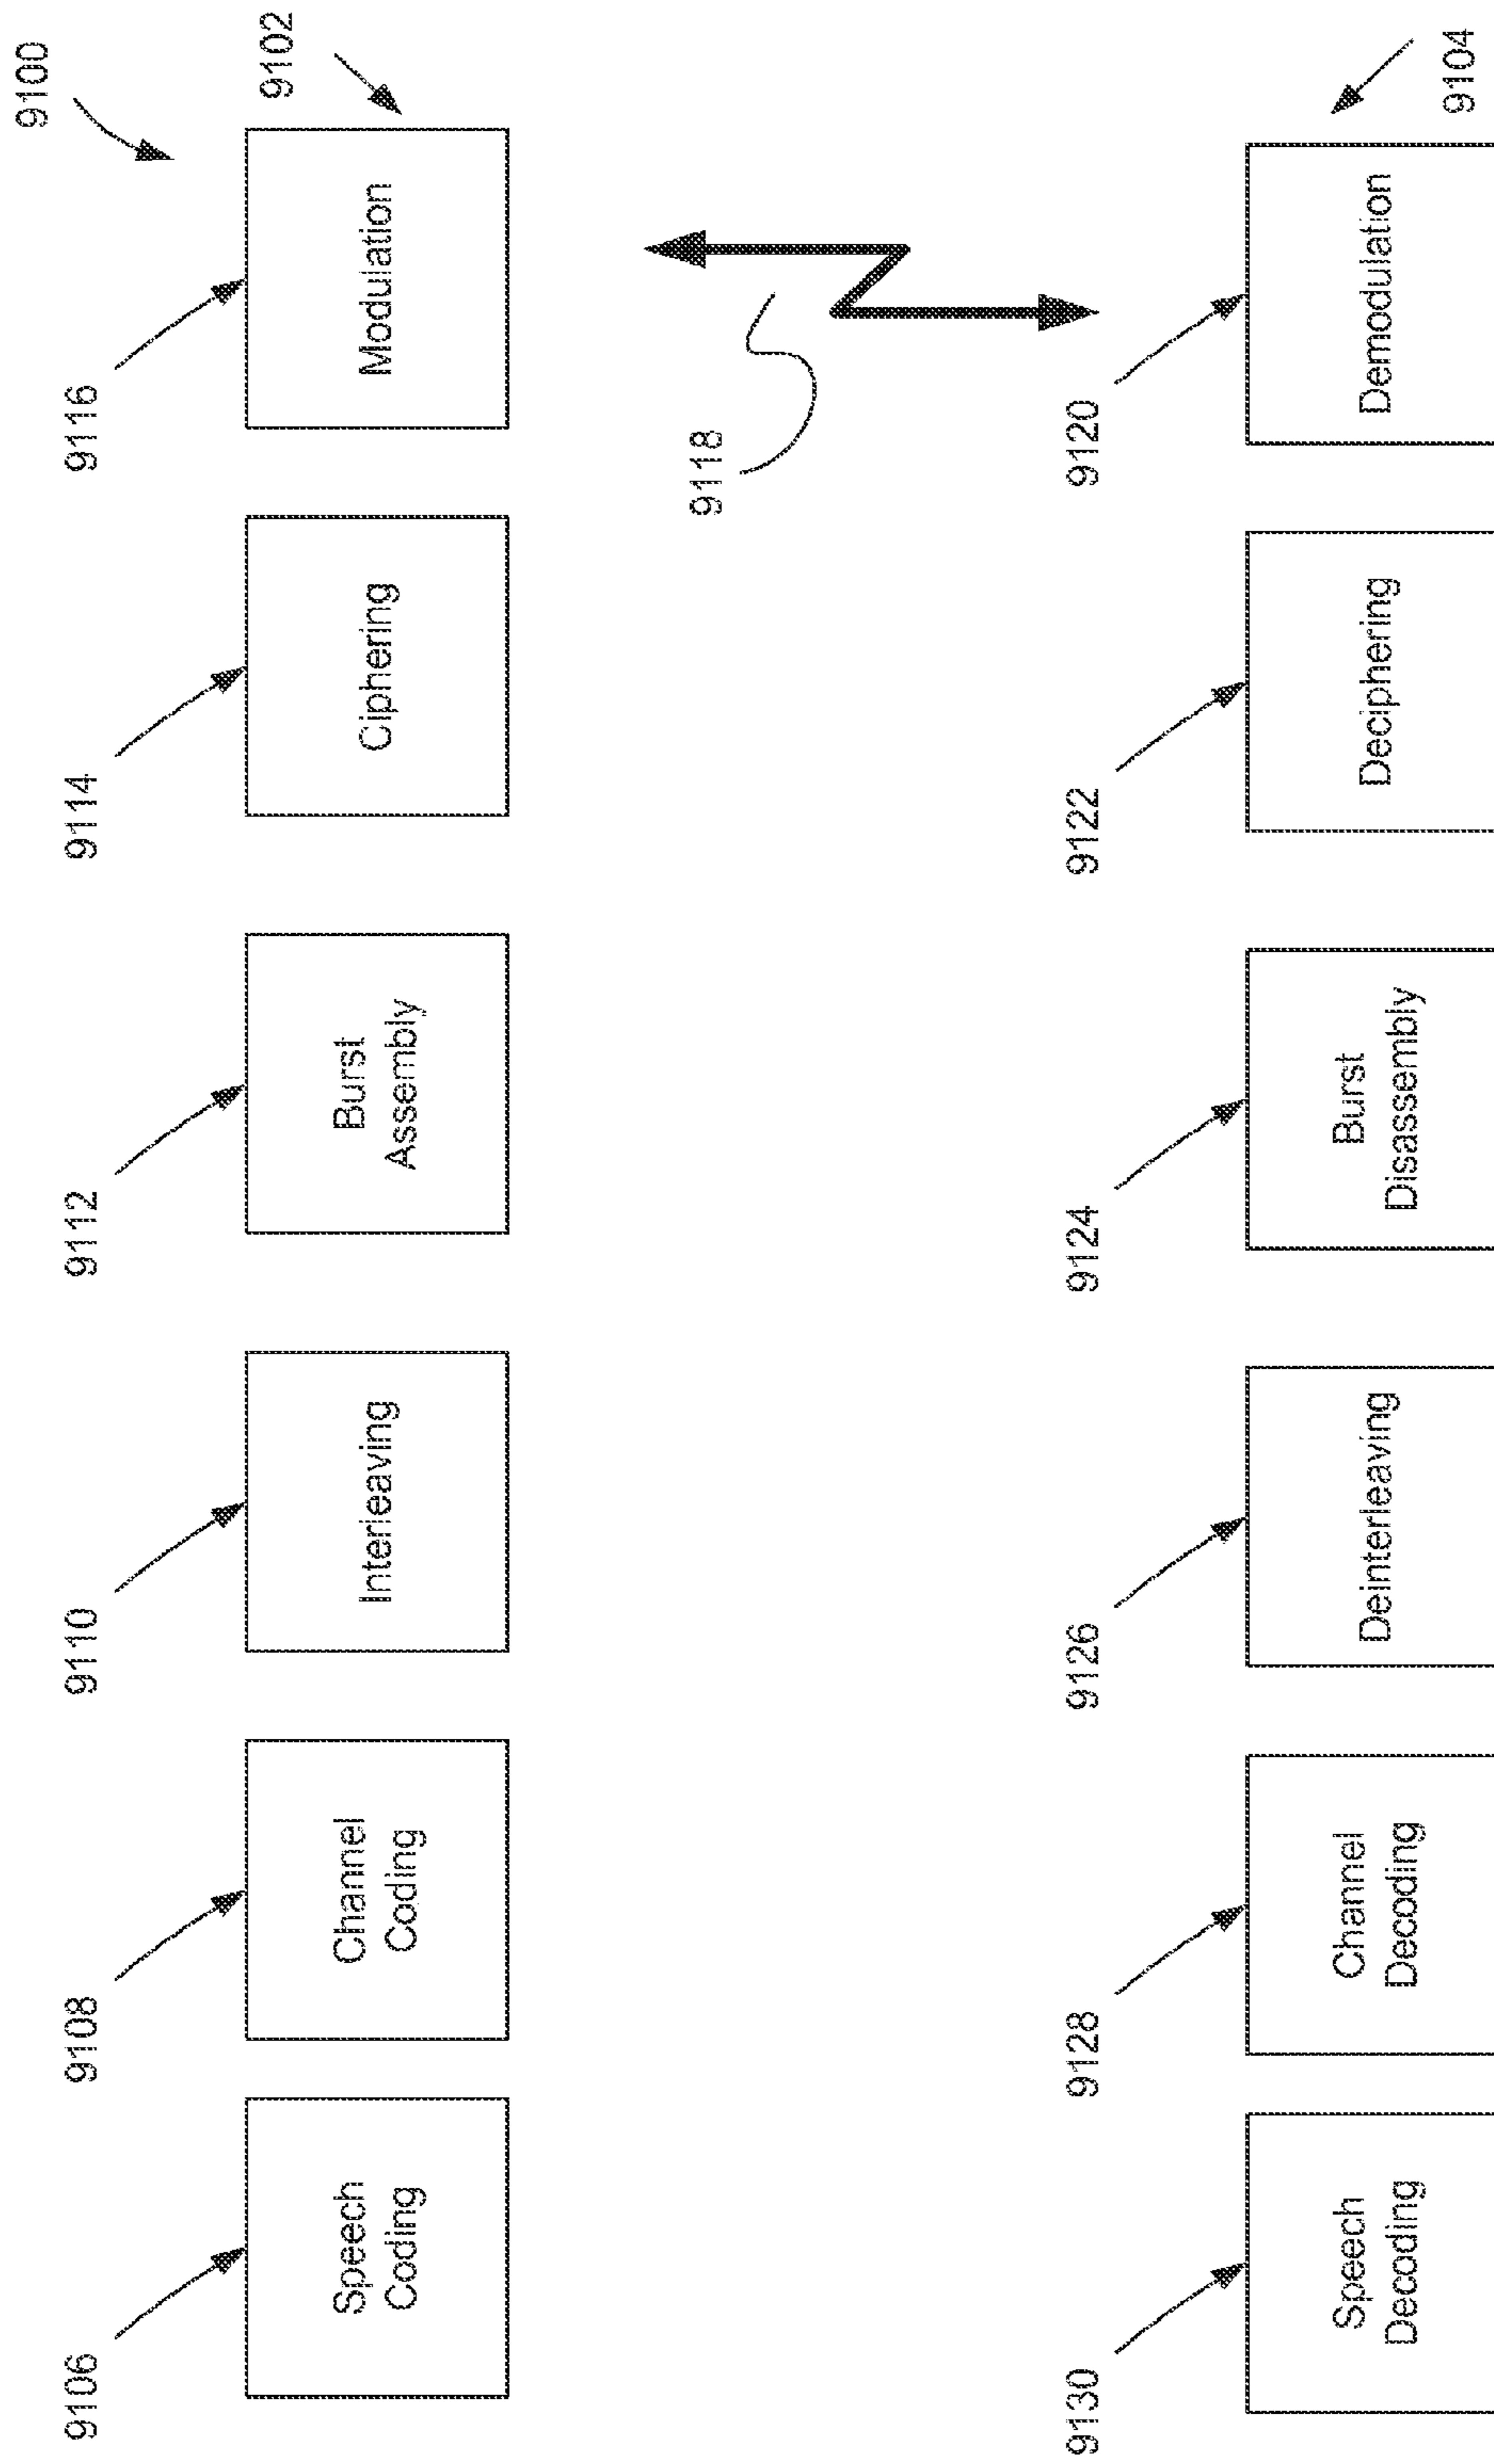 9100
9102
9106
9108
9110
9112
9114
9116
Speech
Coding
Channel
Coding
Interleaving
Burst
Assembly
Ciphering
Modulation
9118
9130
9128
9126
9124
9122
9120
Speech
Decoding
Channel
Decoding
Deinterleaving
Burst
Disassembly
Deciphering
Demodulation
9104